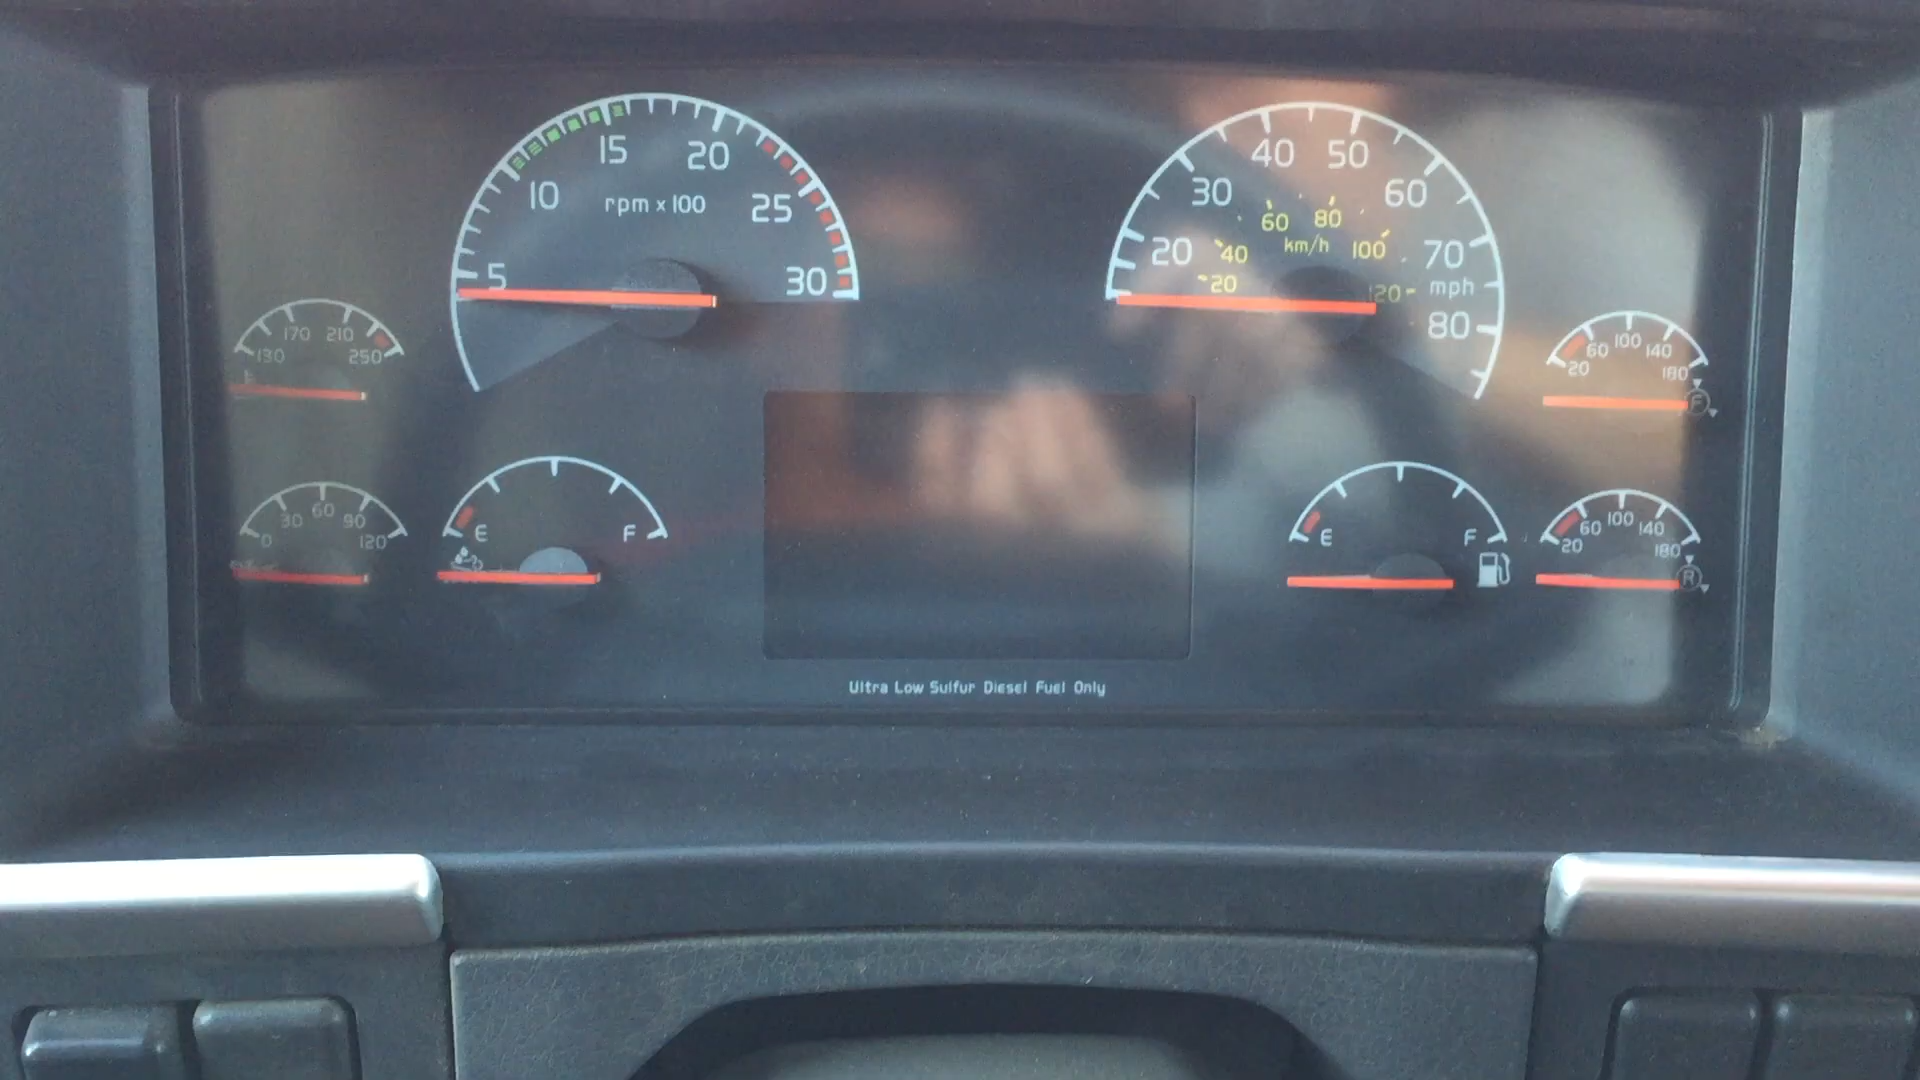 5 10 15 20 25 30
rpm x 100
20 30 40 50 60 70 80
mph
20 40 60 80 100 120
km/h
130 170 210 250
20 60 100 140 180
F
0 30 60 90 120
E F
E F
20 60 100 140 180
R
Ultra Low Sulfur Diesel Fuel Only